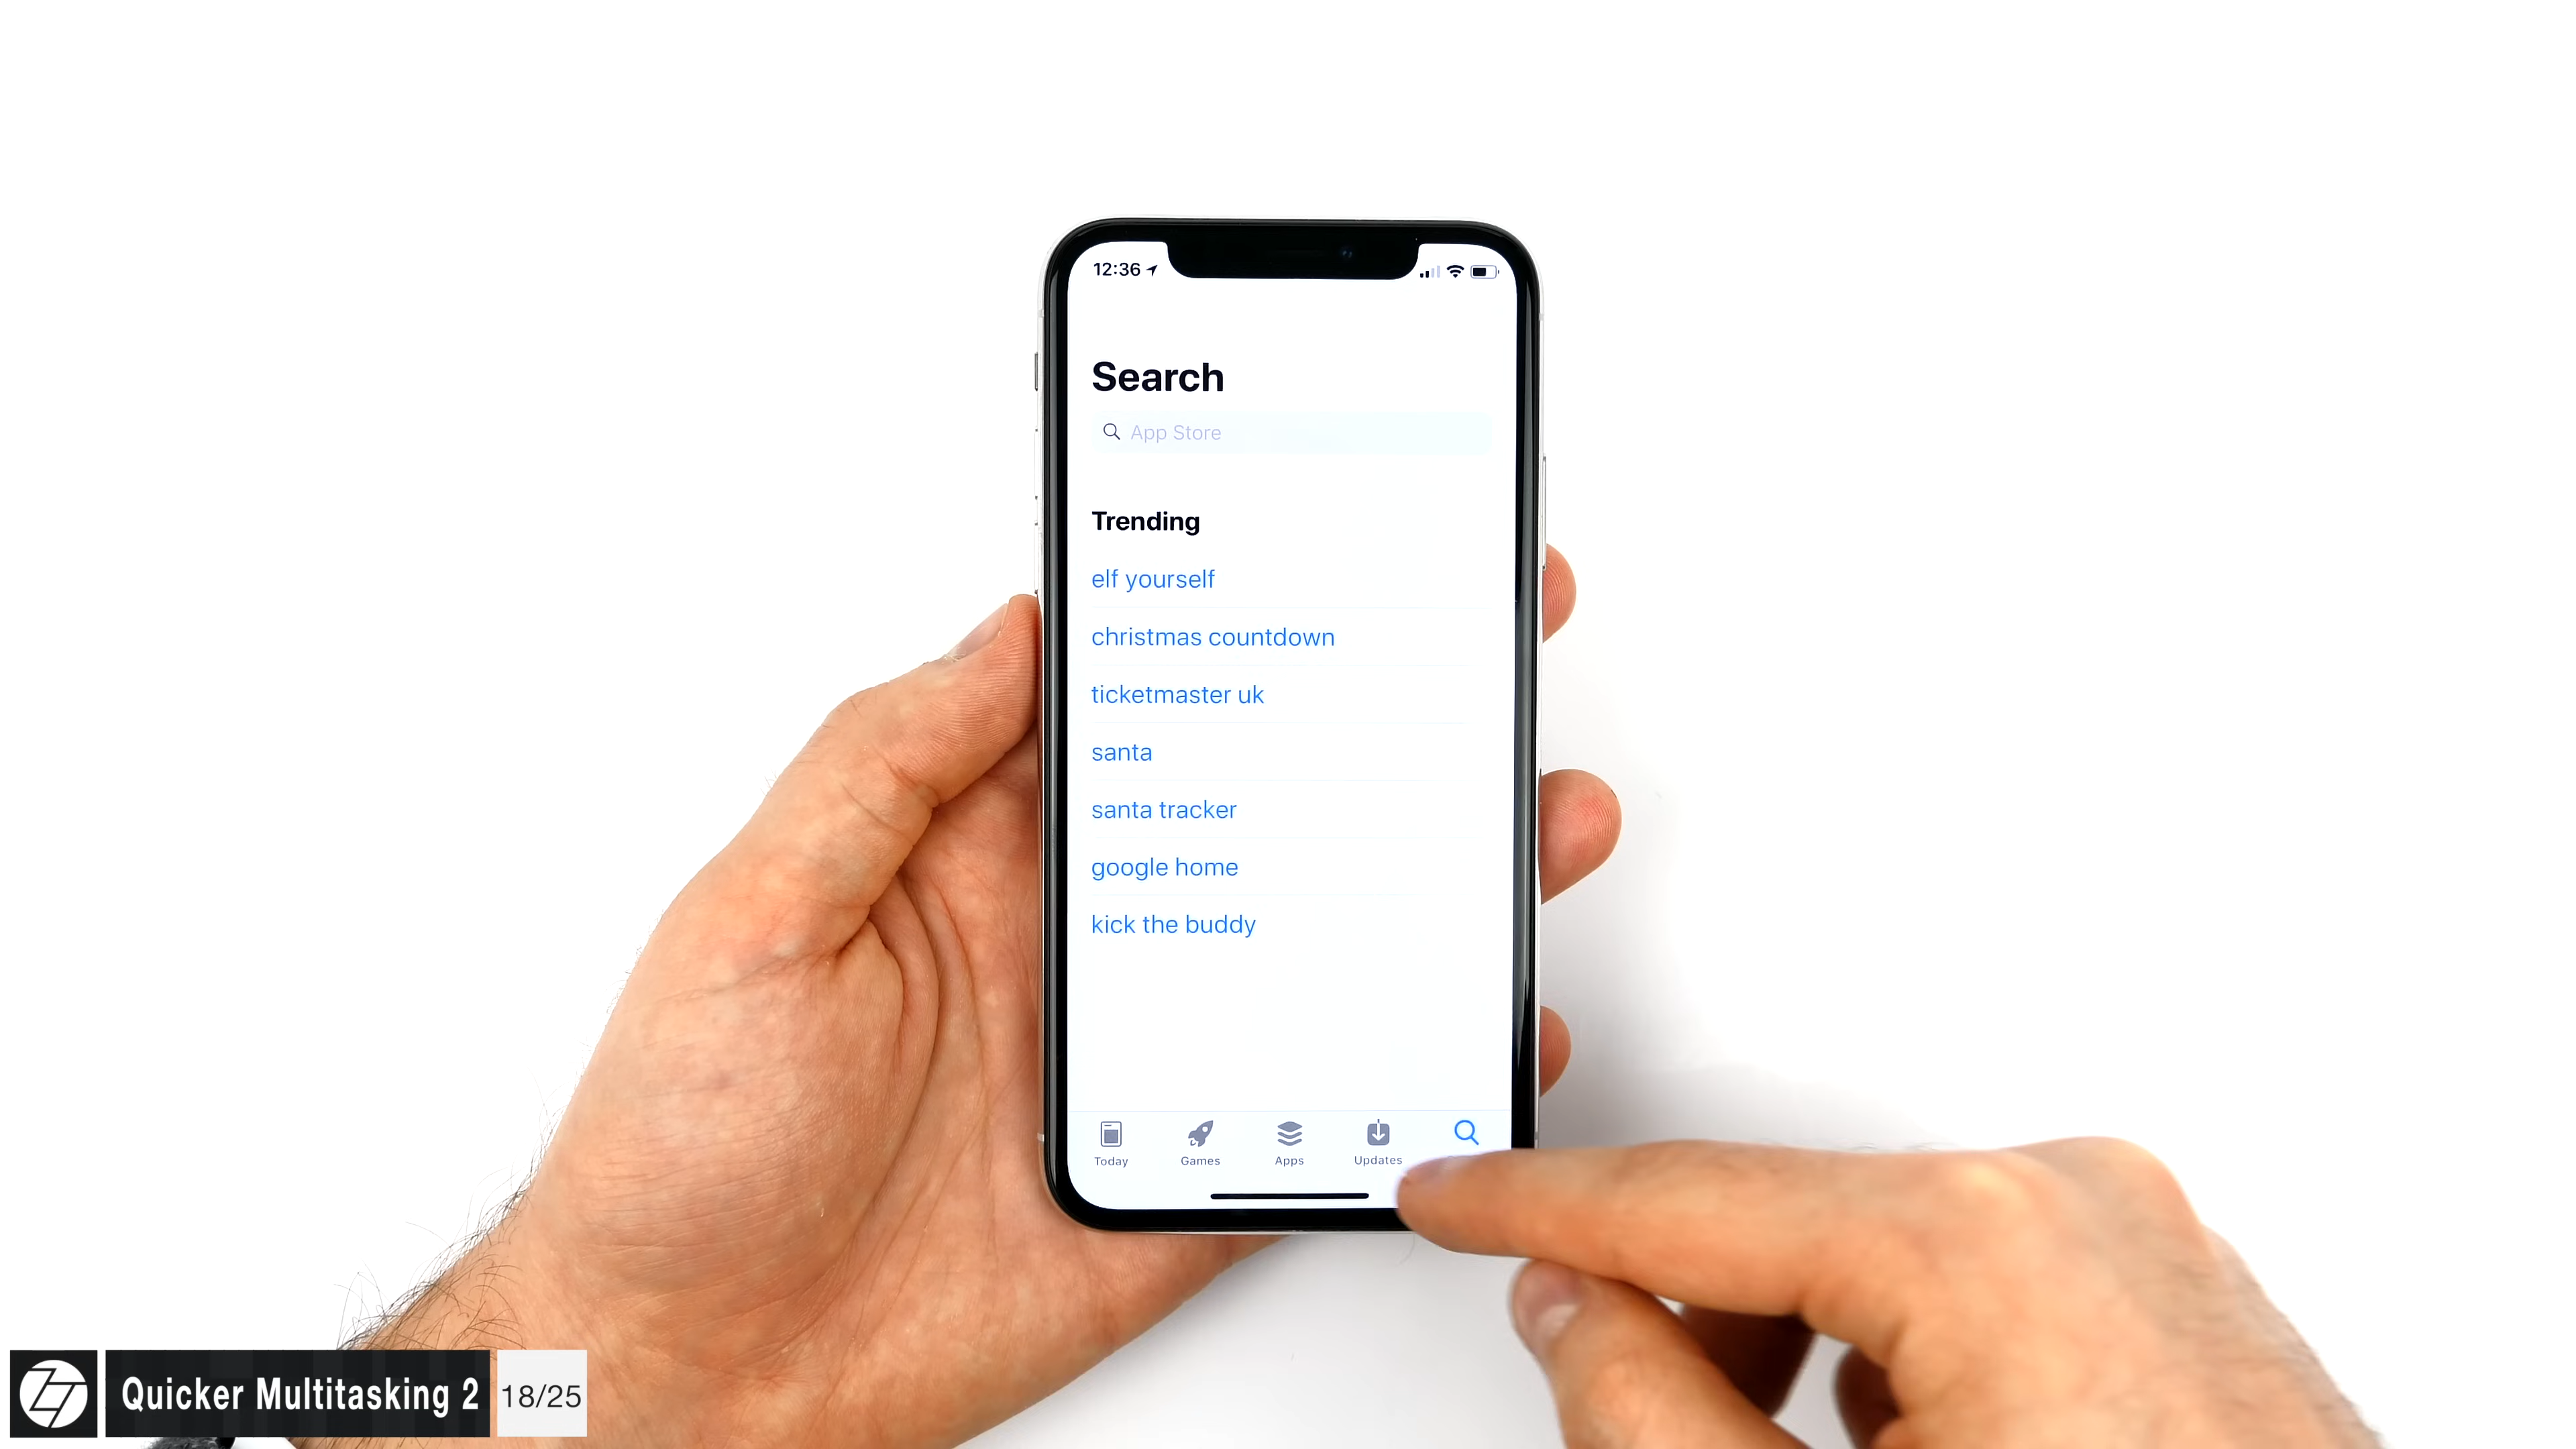 12:36
Search
App Store
Trending
elf yourself
christmas countdown
ticketmaster uk
santa
santa tracker
google home
kick the buddy
Today Games Apps Updates
Quicker Multitasking 2 18/25